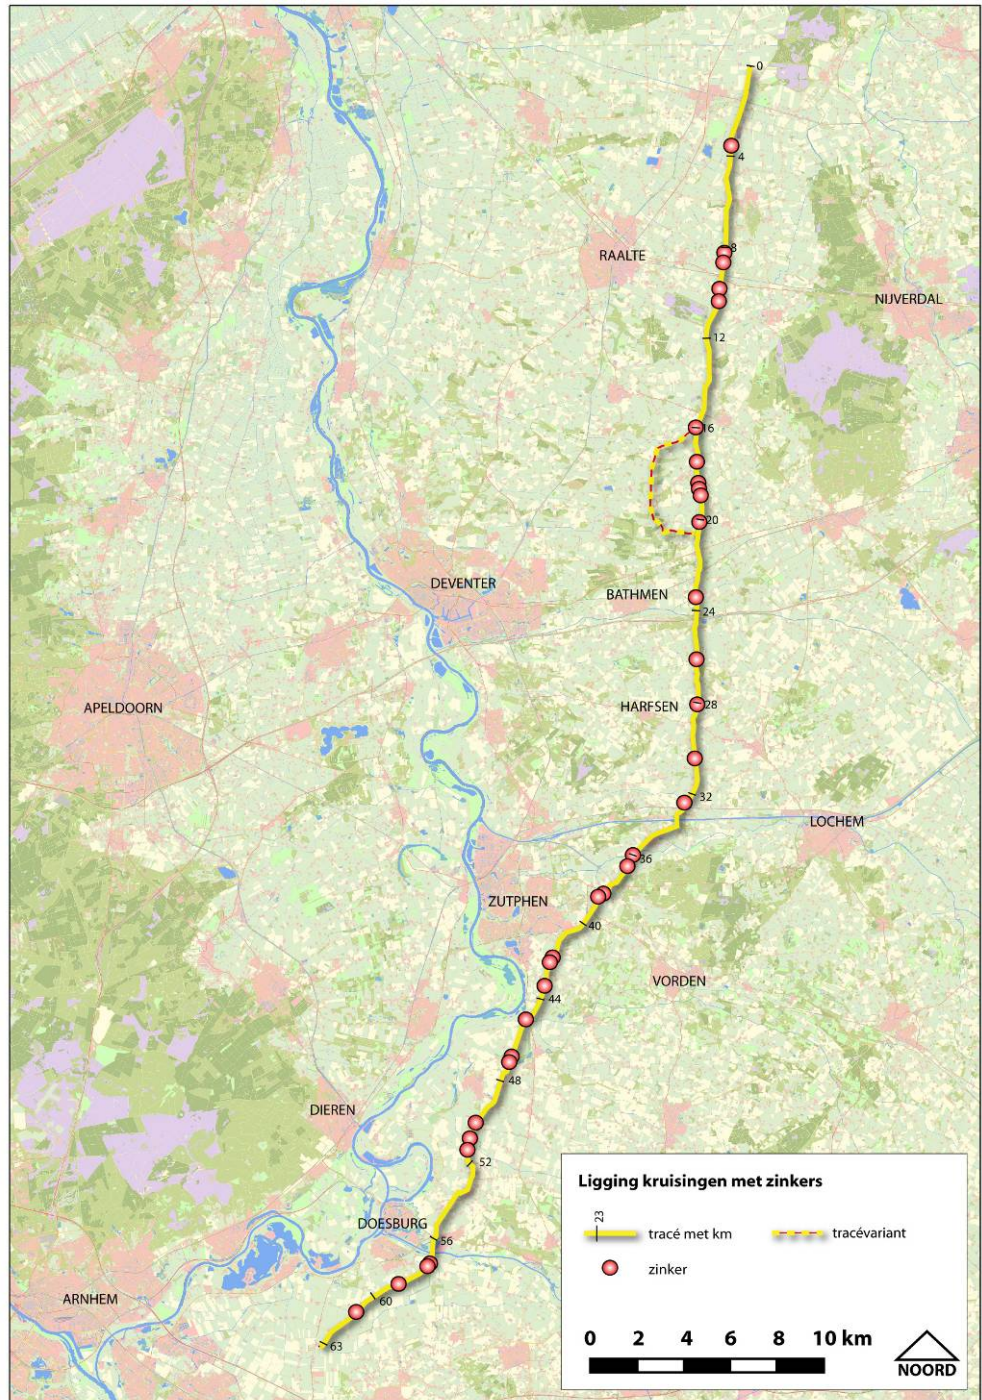 0
4
8
RAALTE
NIJVERDAL
12
16
20
DEVENTER
BATHMEN
24
APELDOORN
HARFSEN
28
32
LOCHEM
36
ZUTPHEN
40
VORDEN
44
48
DIEREN
52
DOESBURG
56
ARNHEM
60
63
Ligging kruisingen met zinkers
23
tracé met km
tracévariant
zinker
0 2 4 6 8 10 km
NOORD